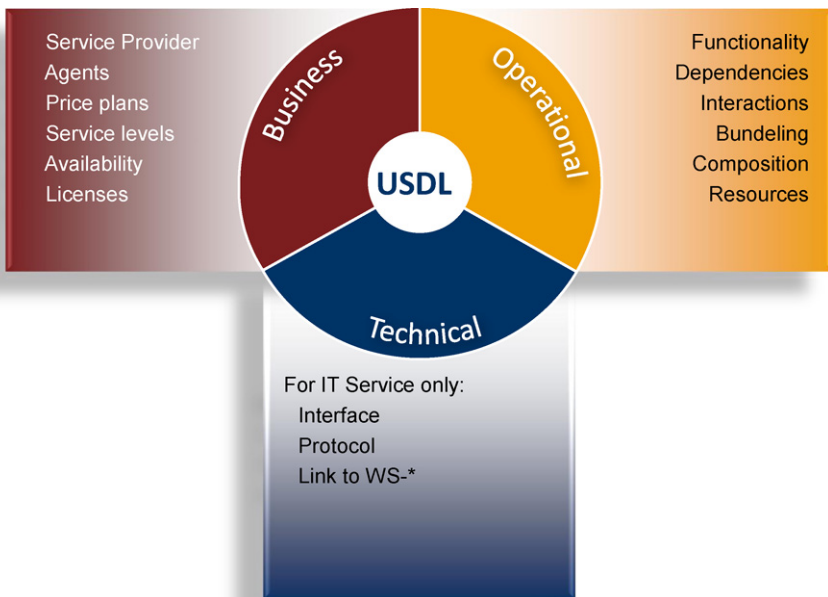 Service Provider
Agents
Price plans
Service levels
Availability
Licenses
Business
USDL
Operational
Functionality
Dependencies
Interactions
Bundeling
Composition
Resources
Technical
For IT Service only:
Interface
Protocol
Link to WS-*